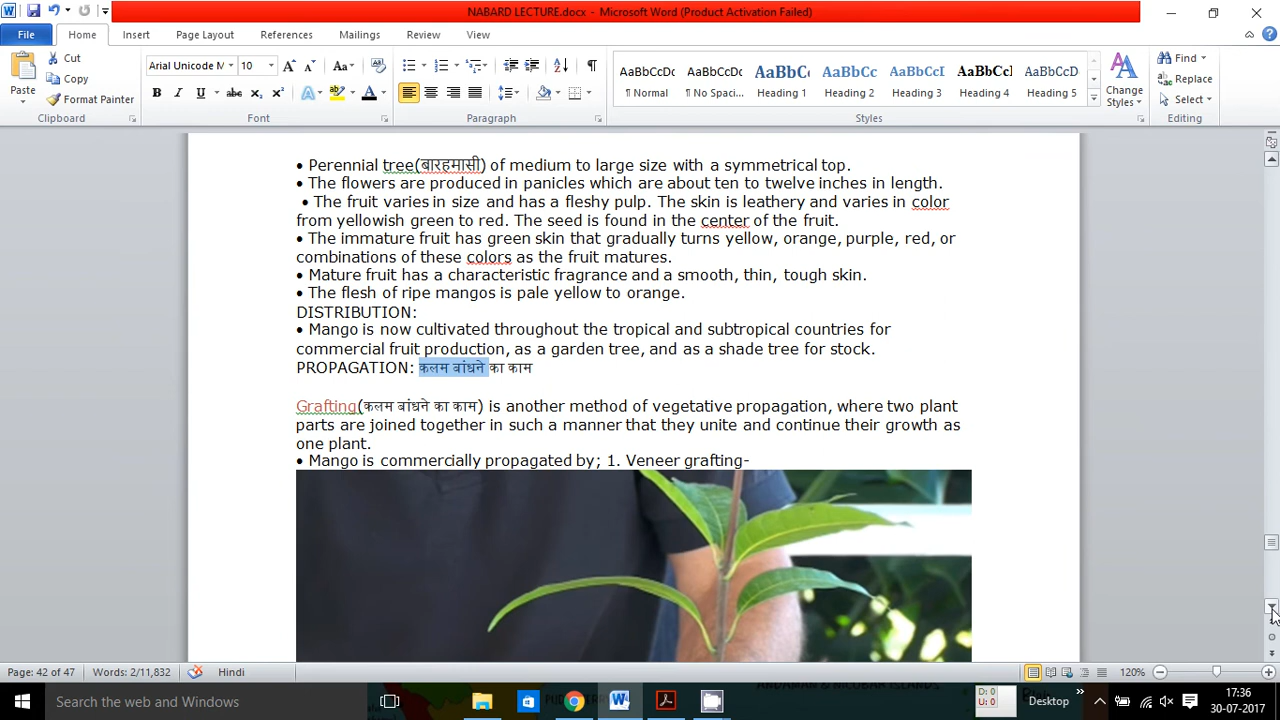 NABARD LECTURE.docx - Microsoft Word (Product Activation Failed)
File Home Insert Page Layout References Mailings Review View
Cut
Copy
Format Painter
Paste
Clipboard
Arial Unicode M 10
Font
Paragraph
AaBbCcDc AaBbCcDc AaBbC AaBbCc AaBbCcI AaBbCcI AaBbCcDc
¶ Normal ¶ No Spaci... Heading 1 Heading 2 Heading 3 Heading 4 Heading 5
Change Styles
Styles
Find
Replace
Select
Editing
• Perennial tree(बारहमासी) of medium to large size with a symmetrical top.
• The flowers are produced in panicles which are about ten to twelve inches in length.
• The fruit varies in size and has a fleshy pulp. The skin is leathery and varies in color
from yellowish green to red. The seed is found in the center of the fruit.
• The immature fruit has green skin that gradually turns yellow, orange, purple, red, or
combinations of these colors as the fruit matures.
• Mature fruit has a characteristic fragrance and a smooth, thin, tough skin.
• The flesh of ripe mangos is pale yellow to orange.
DISTRIBUTION:
• Mango is now cultivated throughout the tropical and subtropical countries for
commercial fruit production, as a garden tree, and as a shade tree for stock.
PROPAGATION: कलम बांधने का काम
Grafting(कलम बांधने का काम) is another method of vegetative propagation, where two plant
parts are joined together in such a manner that they unite and continue their growth as
one plant.
• Mango is commercially propagated by; 1. Veneer grafting-
Page: 42 of 47 Words: 2/11,832 Hindi 120%
Search the web and Windows
D: 0
U: 0
Desktop
17:36
30-07-2017